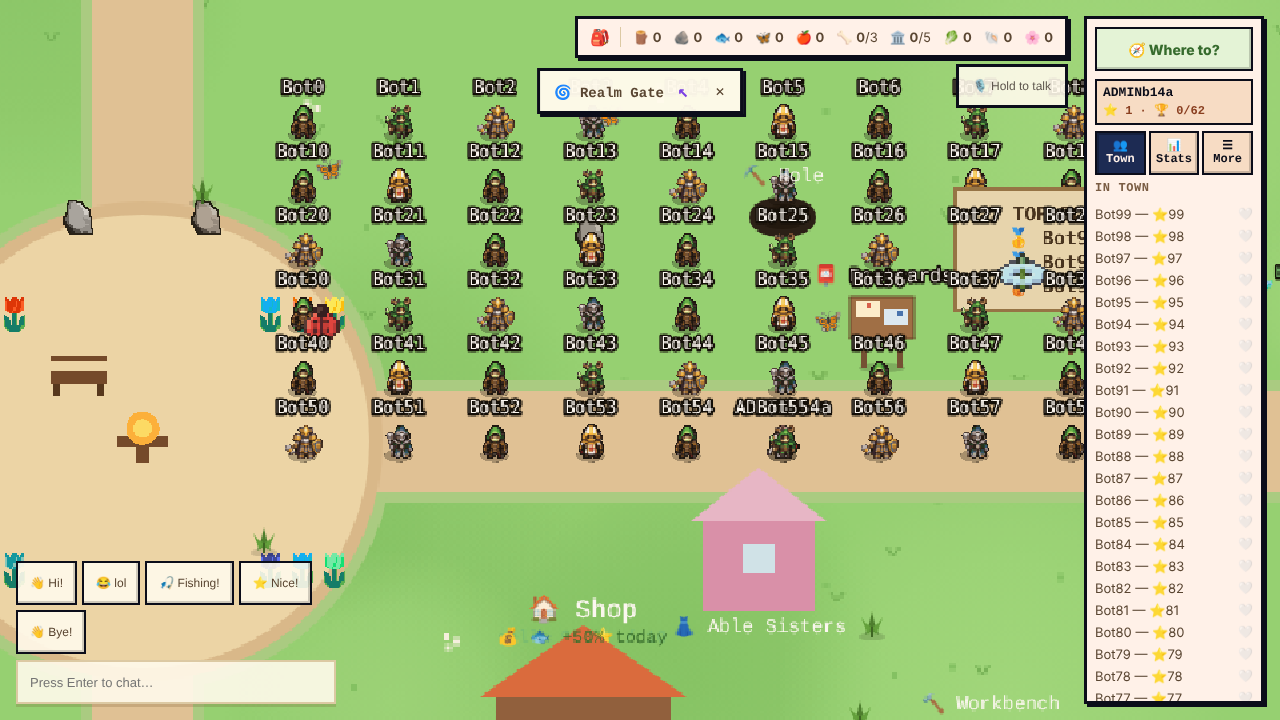 0 0 0 0 0 0/3 0/5 0 0 0
Where to?
Realm Gate
×
Hold to talk
ADMINb14a
1 · 0/62
Town
Stats
More
IN TOWN
Bot0 Bot1 Bot2 Bot5 Bot6
Bot10 Bot11 Bot12 Bot13 Bot14 Bot15 Bot16 Bot17
Hole
Bot20 Bot21 Bot22 Bot23 Bot24 Bot25 Bot26 Bot27
Bot30 Bot31 Bot32 Bot33 Bot34 Bot35 Bot37
Bot40 Bot41 Bot42 Bot43 Bot44 Bot45 Bot46 Bot47
Bot50 Bot51 Bot52 Bot53 Bot54 Bot56 Bot57
Bot99 — ⭐99
Bot98 — ⭐98
Bot97 — ⭐97
Bot96 — ⭐96
Bot95 — ⭐95
Bot94 — ⭐94
Bot93 — ⭐93
Bot92 — ⭐92
Bot91 — ⭐91
Bot90 — ⭐90
Bot89 — ⭐89
Bot88 — ⭐88
Bot87 — ⭐87
Bot86 — ⭐86
Bot85 — ⭐85
Bot84 — ⭐84
Bot83 — ⭐83
Bot82 — ⭐82
Bot81 — ⭐81
Bot80 — ⭐80
Bot79 — ⭐79
Bot78 — ⭐78
Bot77 — ⭐77
Hi!
lol
Fishing!
Nice!
Bye!
Press Enter to chat…
Shop
+50% today
Able Sisters
Workbench